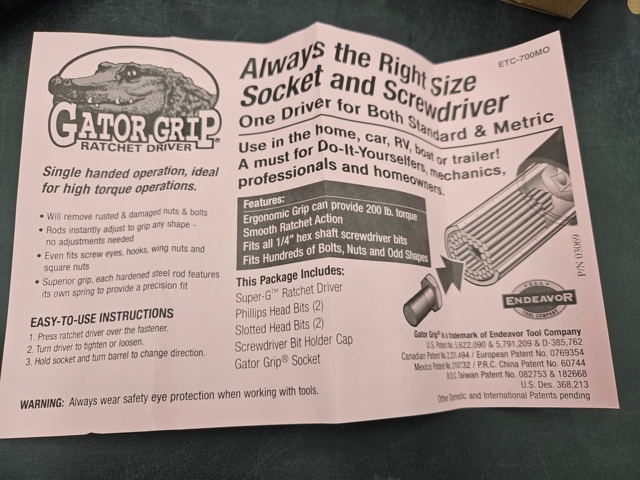 GATOR GRIP®
RATCHET DRIVER
Single handed operation, ideal
for high torque operations.
• Will remove rusted & damaged nuts & bolts
• Rods instantly adjust to grip any shape -
no adjustments needed
• Even fits screw eyes, hooks, wing nuts and
square nuts
• Superior grip, each hardened steel rod features
its own spring to provide a precision fit
EASY-TO-USE INSTRUCTIONS
1. Press ratchet driver over the fastener.
2. Turn driver to tighten or loosen.
3. Hold socket and turn barrel to change direction.
WARNING: Always wear safety eye protection when working with tools.
ETC-700MO
Always the Right Size
Socket and Screwdriver
One Driver for Both Standard & Metric
Use in the home, car, RV, boat or trailer!
A must for Do-It-Yourselfers, mechanics,
professionals and homeowners.
Features:
Ergonomic Grip can provide 200 lb. torque
Smooth Ratchet Action
Fits all 1/4" hex shaft screwdriver bits
Fits Hundreds of Bolts, Nuts and Odd Shapes
This Package Includes:
Super-G™ Ratchet Driver
Phillips Head Bits (2)
Slotted Head Bits (2)
Screwdriver Bit Holder Cap
Gator Grip® Socket
P/N 03069
ENDEAVOR
TOOL COMPANY
Gator Grip® is a trademark of Endeavor Tool Company
U.S. Patent No. 5,622,090 & 5,791,209 & D-385,762
Canadian Patent No. 2,231,494 / European Patent No. 0769354
Mexico Patent No. 210732 / P.R.C. China Patent No. 60744
R.O.C. Taiwan Patent No. 082753 & 182668
U.S. Des. 368,213
Other Domestic and International Patents pending